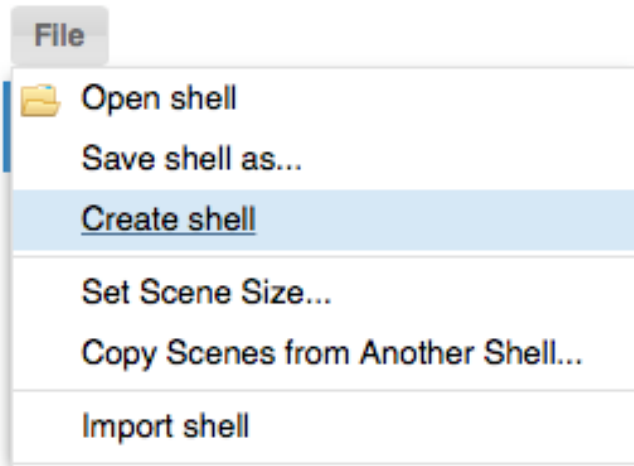 File
Open shell
Save shell as...
Create shell
Set Scene Size...
Copy Scenes from Another Shell...
Import shell